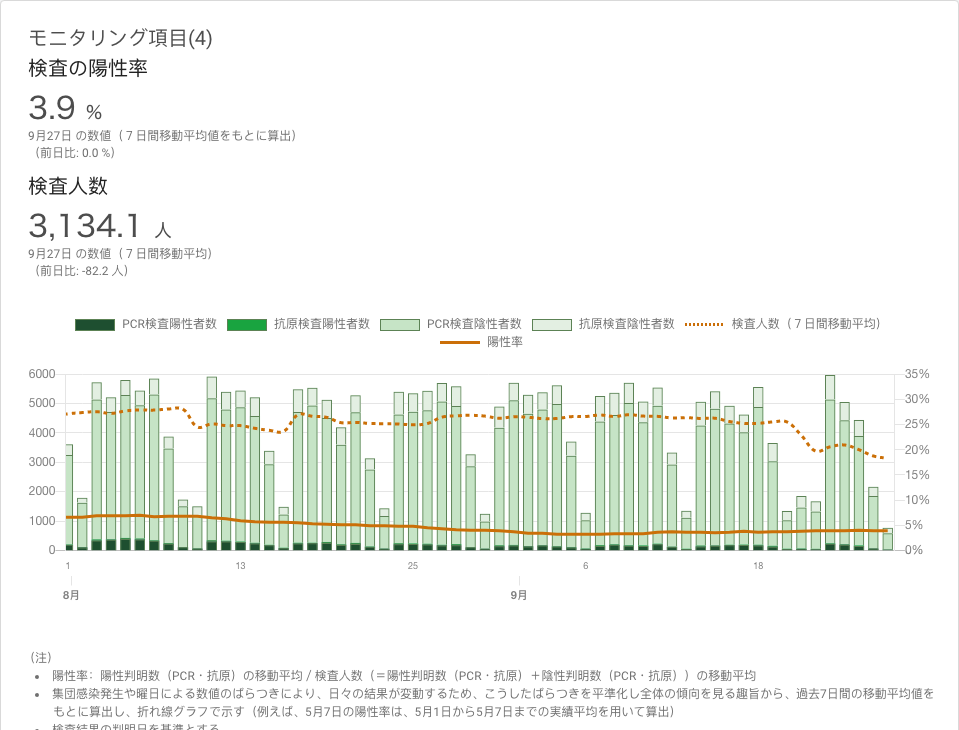 モニタリング項目(4)
検査の陽性率
3.9 %
9月27日 の数値（７日間移動平均値をもとに算出）
（前日比: 0.0 %）
検査人数
3,134.1 人
9月27日 の数値（７日間移動平均）
（前日比: -82.2 人）
PCR検査陽性者数 抗原検査陽性者数 PCR検査陰性者数 抗原検査陰性者数 検査人数（７日間移動平均）
陽性率
6000 35%
5000 30%
4000 25%
3000 20%
2000 15%
1000 10%
0 5%
0%
1 13 25 6 18
8月 9月
（注）
• 陽性率：陽性判明数（PCR・抗原）の移動平均 / 検査人数（＝陽性判明数（PCR・抗原）＋陰性判明数（PCR・抗原））の移動平均
• 集団感染発生や曜日による数値のばらつきにより、日々の結果が変動するため、こうしたばらつきを平準化し全体の傾向を見る趣旨から、過去7日間の移動平均値を
もとに算出し、折れ線グラフで示す（例えば、5月7日の陽性率は、5月1日から5月7日までの実績平均を用いて算出）
• 検査結果の判明日を基準とする